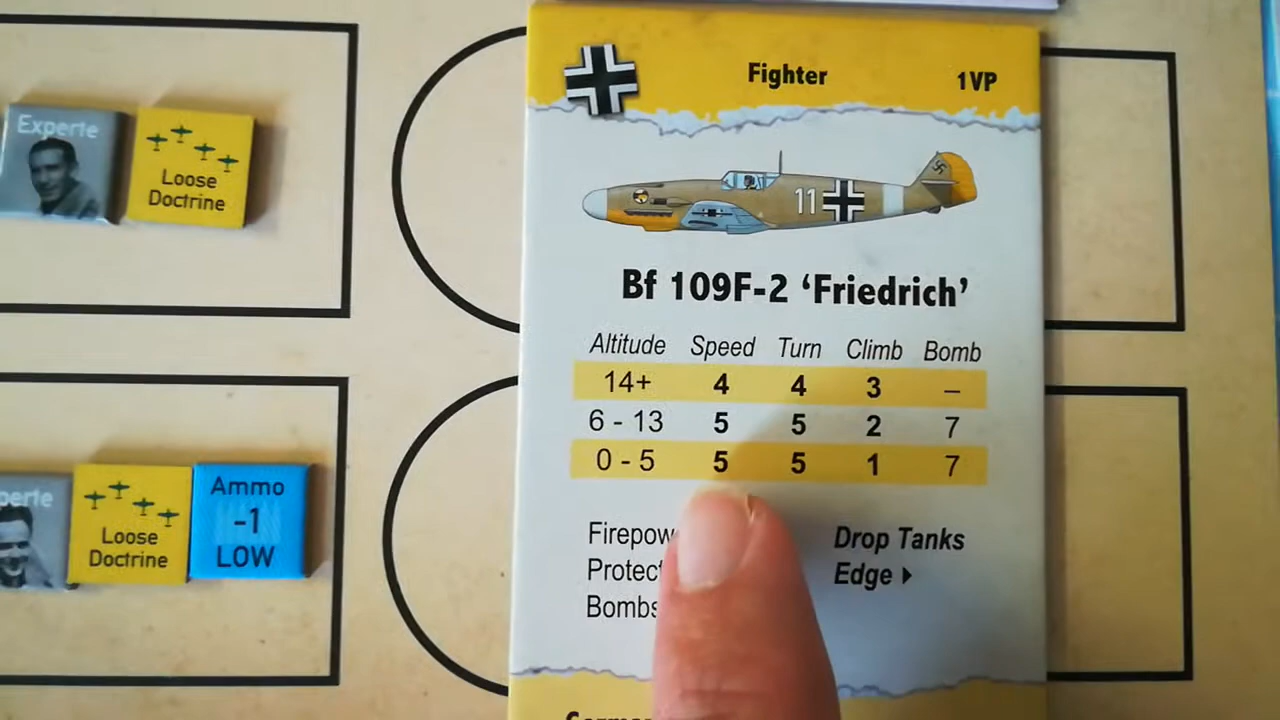 Experte
Loose
Doctrine
Loose
Doctrine
Ammo
-1
LOW
Fighter
1VP
11
Bf 109F-2 ‘Friedrich’
Altitude Speed Turn Climb Bomb
14+ 4 4 3 –
6 - 13 5 5 2 7
0 - 5 5 5 1 7
Drop Tanks
Edge
Bombs